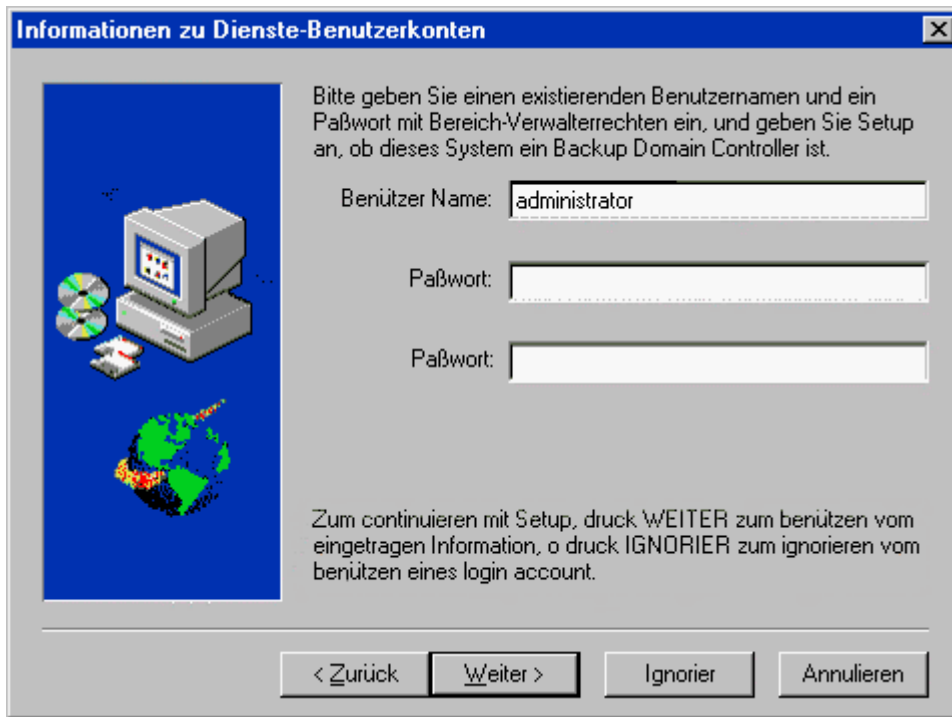 Informationen zu Dienste-Benutzerkonten
Bitte geben Sie einen existierenden Benutzernamen und ein
Paßwort mit Bereich-Verwalterrechten ein, und geben Sie Setup
an, ob dieses System ein Backup Domain Controller ist.
Benützer Name: administrator
Paßwort:
Paßwort:
Zum continuieren mit Setup, druck WEITER zum benützen vom
eingetragen Information, o druck IGNORIER zum ignorieren vom
benützen eines login account.
< Zurück Weiter > Ignorier Annulieren